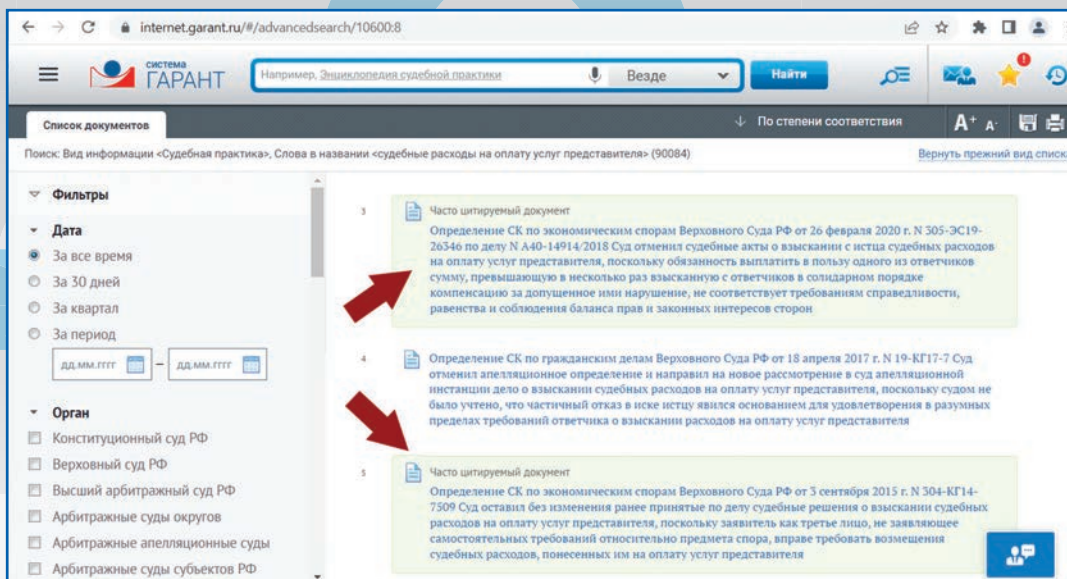 internet.garant.ru/#/advancedsearch/10600:8
система
ГАРАНТ
Например, Энциклопедия судебной практики
Везде
Найти
Список документов
По степени соответствия
А+ А-
Поиск: Вид информации <Судебная практика>, Слова в названии <судебные расходы на оплату услуг представителя> (90084)
Вернуть прежний вид списк
Фильтры
Дата
За все время
За 30 дней
За квартал
За период
дд.мм.гггг – дд.мм.гггг
Орган
Конституционный суд РФ
Верховный суд РФ
Высший арбитражный суд РФ
Арбитражные суды округов
Арбитражные апелляционные суды
Арбитражные суды субъектов РФ
3
Часто цитируемый документ
Определение СК по экономическим спорам Верховного Суда РФ от 26 февраля 2020 г. N 305-ЭС19-
26346 по делу N А40-14914/2018 Суд отменил судебные акты о взыскании с истца судебных расходов
на оплату услуг представителя, поскольку обязанность выплатить в пользу одного из ответчиков
сумму, превышающую в несколько раз взысканную с ответчиков в солидарном порядке
компенсацию за допущенное ими нарушение, не соответствует требованиям справедливости,
равенства и соблюдения баланса прав и законных интересов сторон
4
Определение СК по гражданским делам Верховного Суда РФ от 18 апреля 2017 г. N 19-КГ17-7 Суд
отменил апелляционное определение и направил на новое рассмотрение в суд апелляционной
инстанции дело о взыскании судебных расходов на оплату услуг представителя, поскольку судом не
было учтено, что частичный отказ в иске истцу явился основанием для удовлетворения в разумных
пределах требований ответчика о взыскании расходов на оплату услуг представителя
5
Часто цитируемый документ
Определение СК по экономическим спорам Верховного Суда РФ от 3 сентября 2015 г. N 304-КГ14-
7509 Суд оставил без изменения ранее принятые по делу судебные решения о взыскании судебных
расходов на оплату услуг представителя, поскольку заявитель как третье лицо, не заявляющее
самостоятельных требований относительно предмета спора, вправе требовать возмещения
судебных расходов, понесенных им на оплату услуг представителя